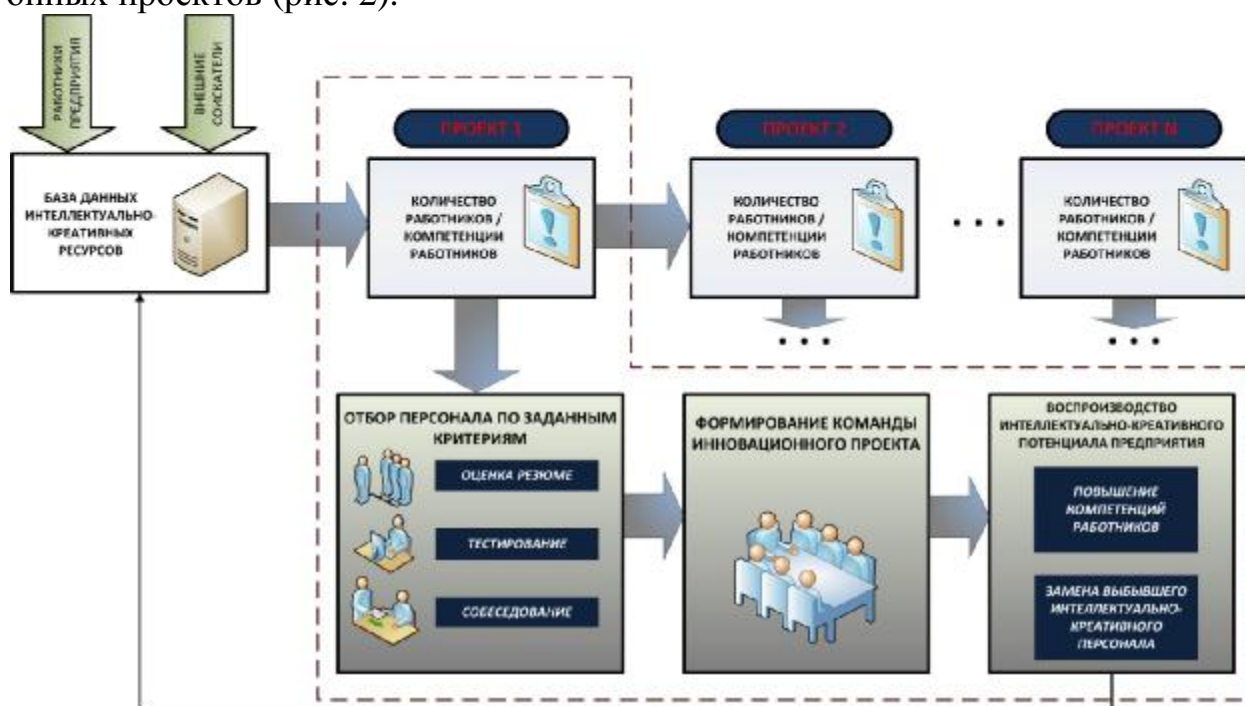 онных проектов (рис. 2).
РАБОТНИКИ
ПРЕДПРИЯТИЯ
ВНЕШНИЕ
СОИСКАТЕЛИ
ПРОЕКТ 1
ПРОЕКТ 2
ПРОЕКТ N
БАЗА ДАННЫХ
ИНТЕЛЛЕКТУАЛЬНО-
КРЕАТИВНЫХ
РЕСУРСОВ
КОЛИЧЕСТВО
РАБОТНИКОВ /
КОМПЕТЕНЦИИ
РАБОТНИКОВ
КОЛИЧЕСТВО
РАБОТНИКОВ /
КОМПЕТЕНЦИИ
РАБОТНИКОВ
• • •
КОЛИЧЕСТВО
РАБОТНИКОВ /
КОМПЕТЕНЦИИ
РАБОТНИКОВ
• • •
• • •
ОТБОР ПЕРСОНАЛА ПО ЗАДАННЫМ
КРИТЕРИЯМ
ОЦЕНКА РЕЗЮМЕ
ТЕСТИРОВАНИЕ
СОБЕСЕДОВАНИЕ
ФОРМИРОВАНИЕ КОМАНДЫ
ИННОВАЦИОННОГО ПРОЕКТА
ВОСПРОИЗВОДСТВО
ИНТЕЛЛЕКТУАЛЬНО-КРЕАТИВНОГО
ПОТЕНЦИАЛА ПРЕДПРИЯТИЯ
ПОВЫШЕНИЕ
КОМПЕТЕНЦИЙ
РАБОТНИКОВ
ЗАМЕНА ВЫБЫВШЕГО
ИНТЕЛЛЕКТУАЛЬНО-
КРЕАТИВНОГО
ПЕРСОНАЛА